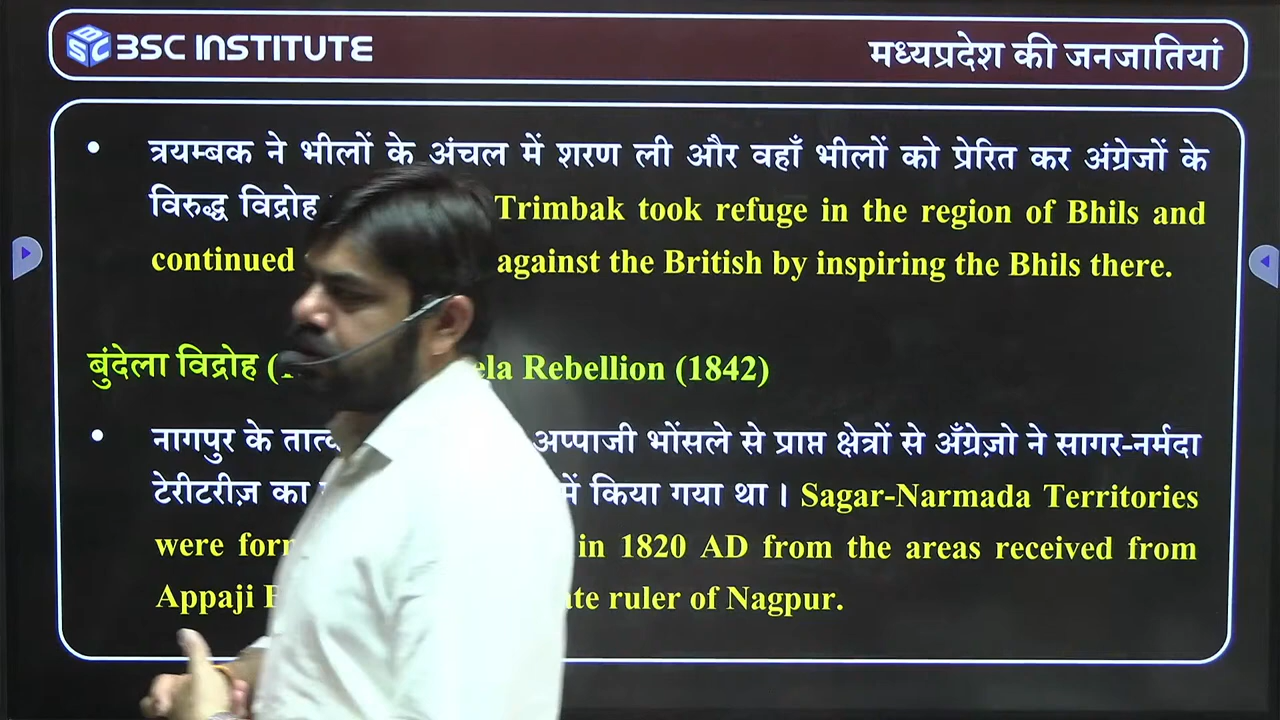 BSC INSTITUTE
मध्यप्रदेश की जनजातियां
त्रयम्बक ने भीलों के अंचल में शरण ली और वहाँ भीलों को प्रेरित कर अंग्रेजों के
विरुद्ध विद्रोह Trimbak took refuge in the region of Bhils and
continued against the British by inspiring the Bhils there.
बुंदेला विद्रोह Rebellion (1842)
नागपुर के अप्पाजी भोंसले से प्राप्त क्षेत्रों से अँग्रेज़ो ने सागर-नर्मदा
टेरीटरीज़ का में किया गया था । Sagar-Narmada Territories
were in 1820 AD from the areas received from
Appaji ruler of Nagpur.